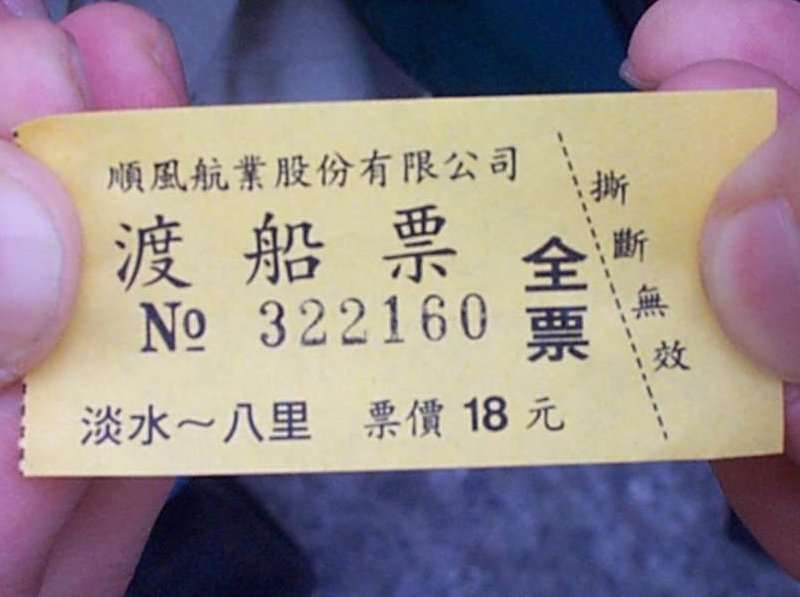 順風航業股份有限公司
渡船票
№ 322160
全票
淡水～八里 票價 18 元
撕斷無效